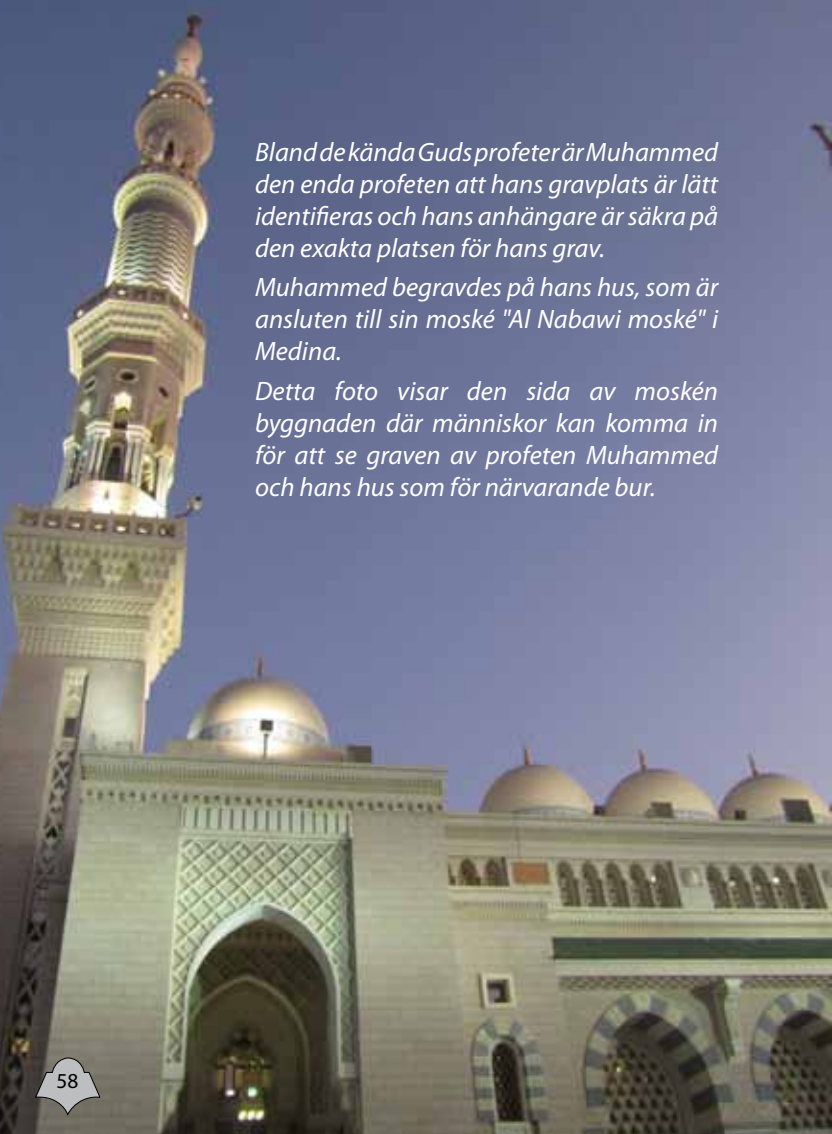 Bland de kända Guds profeter är Muhammed
den enda profeten att hans gravplats är lätt
identifieras och hans anhängare är säkra på
den exakta platsen för hans grav.
Muhammed begravdes på hans hus, som är
ansluten till sin moské "Al Nabawi moské" i
Medina.
Detta foto visar den sida av moskén
byggnaden där människor kan komma in
för att se graven av profeten Muhammed
och hans hus som för närvarande bur.
58